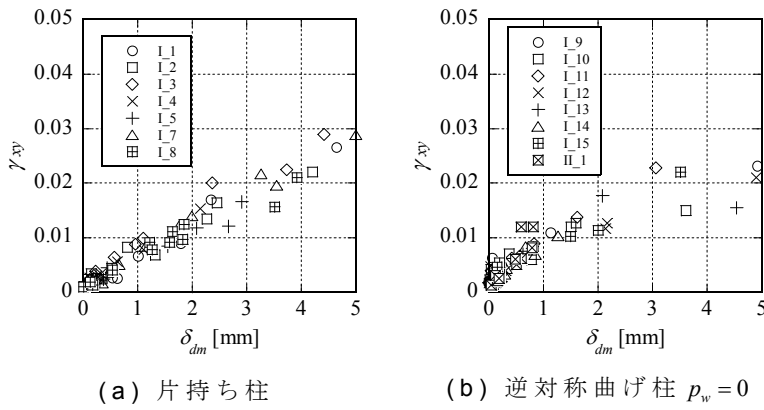 0.05
0.04
0.03
0.02
0.01
0
γxy
I_1
I_2
I_3
I_4
I_5
I_7
I_8
0 1 2 3 4 5
δdm [mm]
(a) 片持ち柱
0.05
0.04
0.03
0.02
0.01
0
γxy
I_9
I_10
I_11
I_12
I_13
I_14
I_15
II_1
0 1 2 3 4 5
δdm [mm]
(b) 逆対称曲げ柱 pw=0